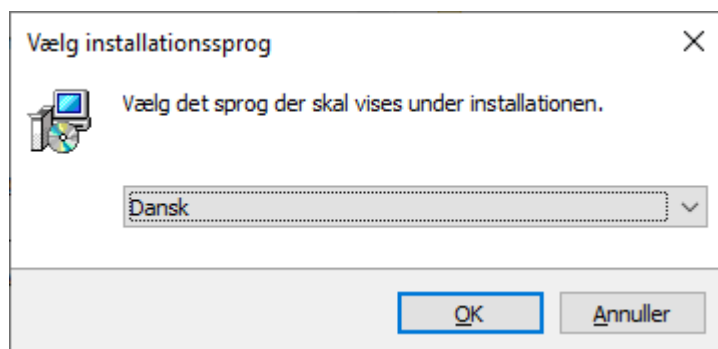 Vælg installationssprog
Vælg det sprog der skal vises under installationen.
Dansk
OK
Annuller